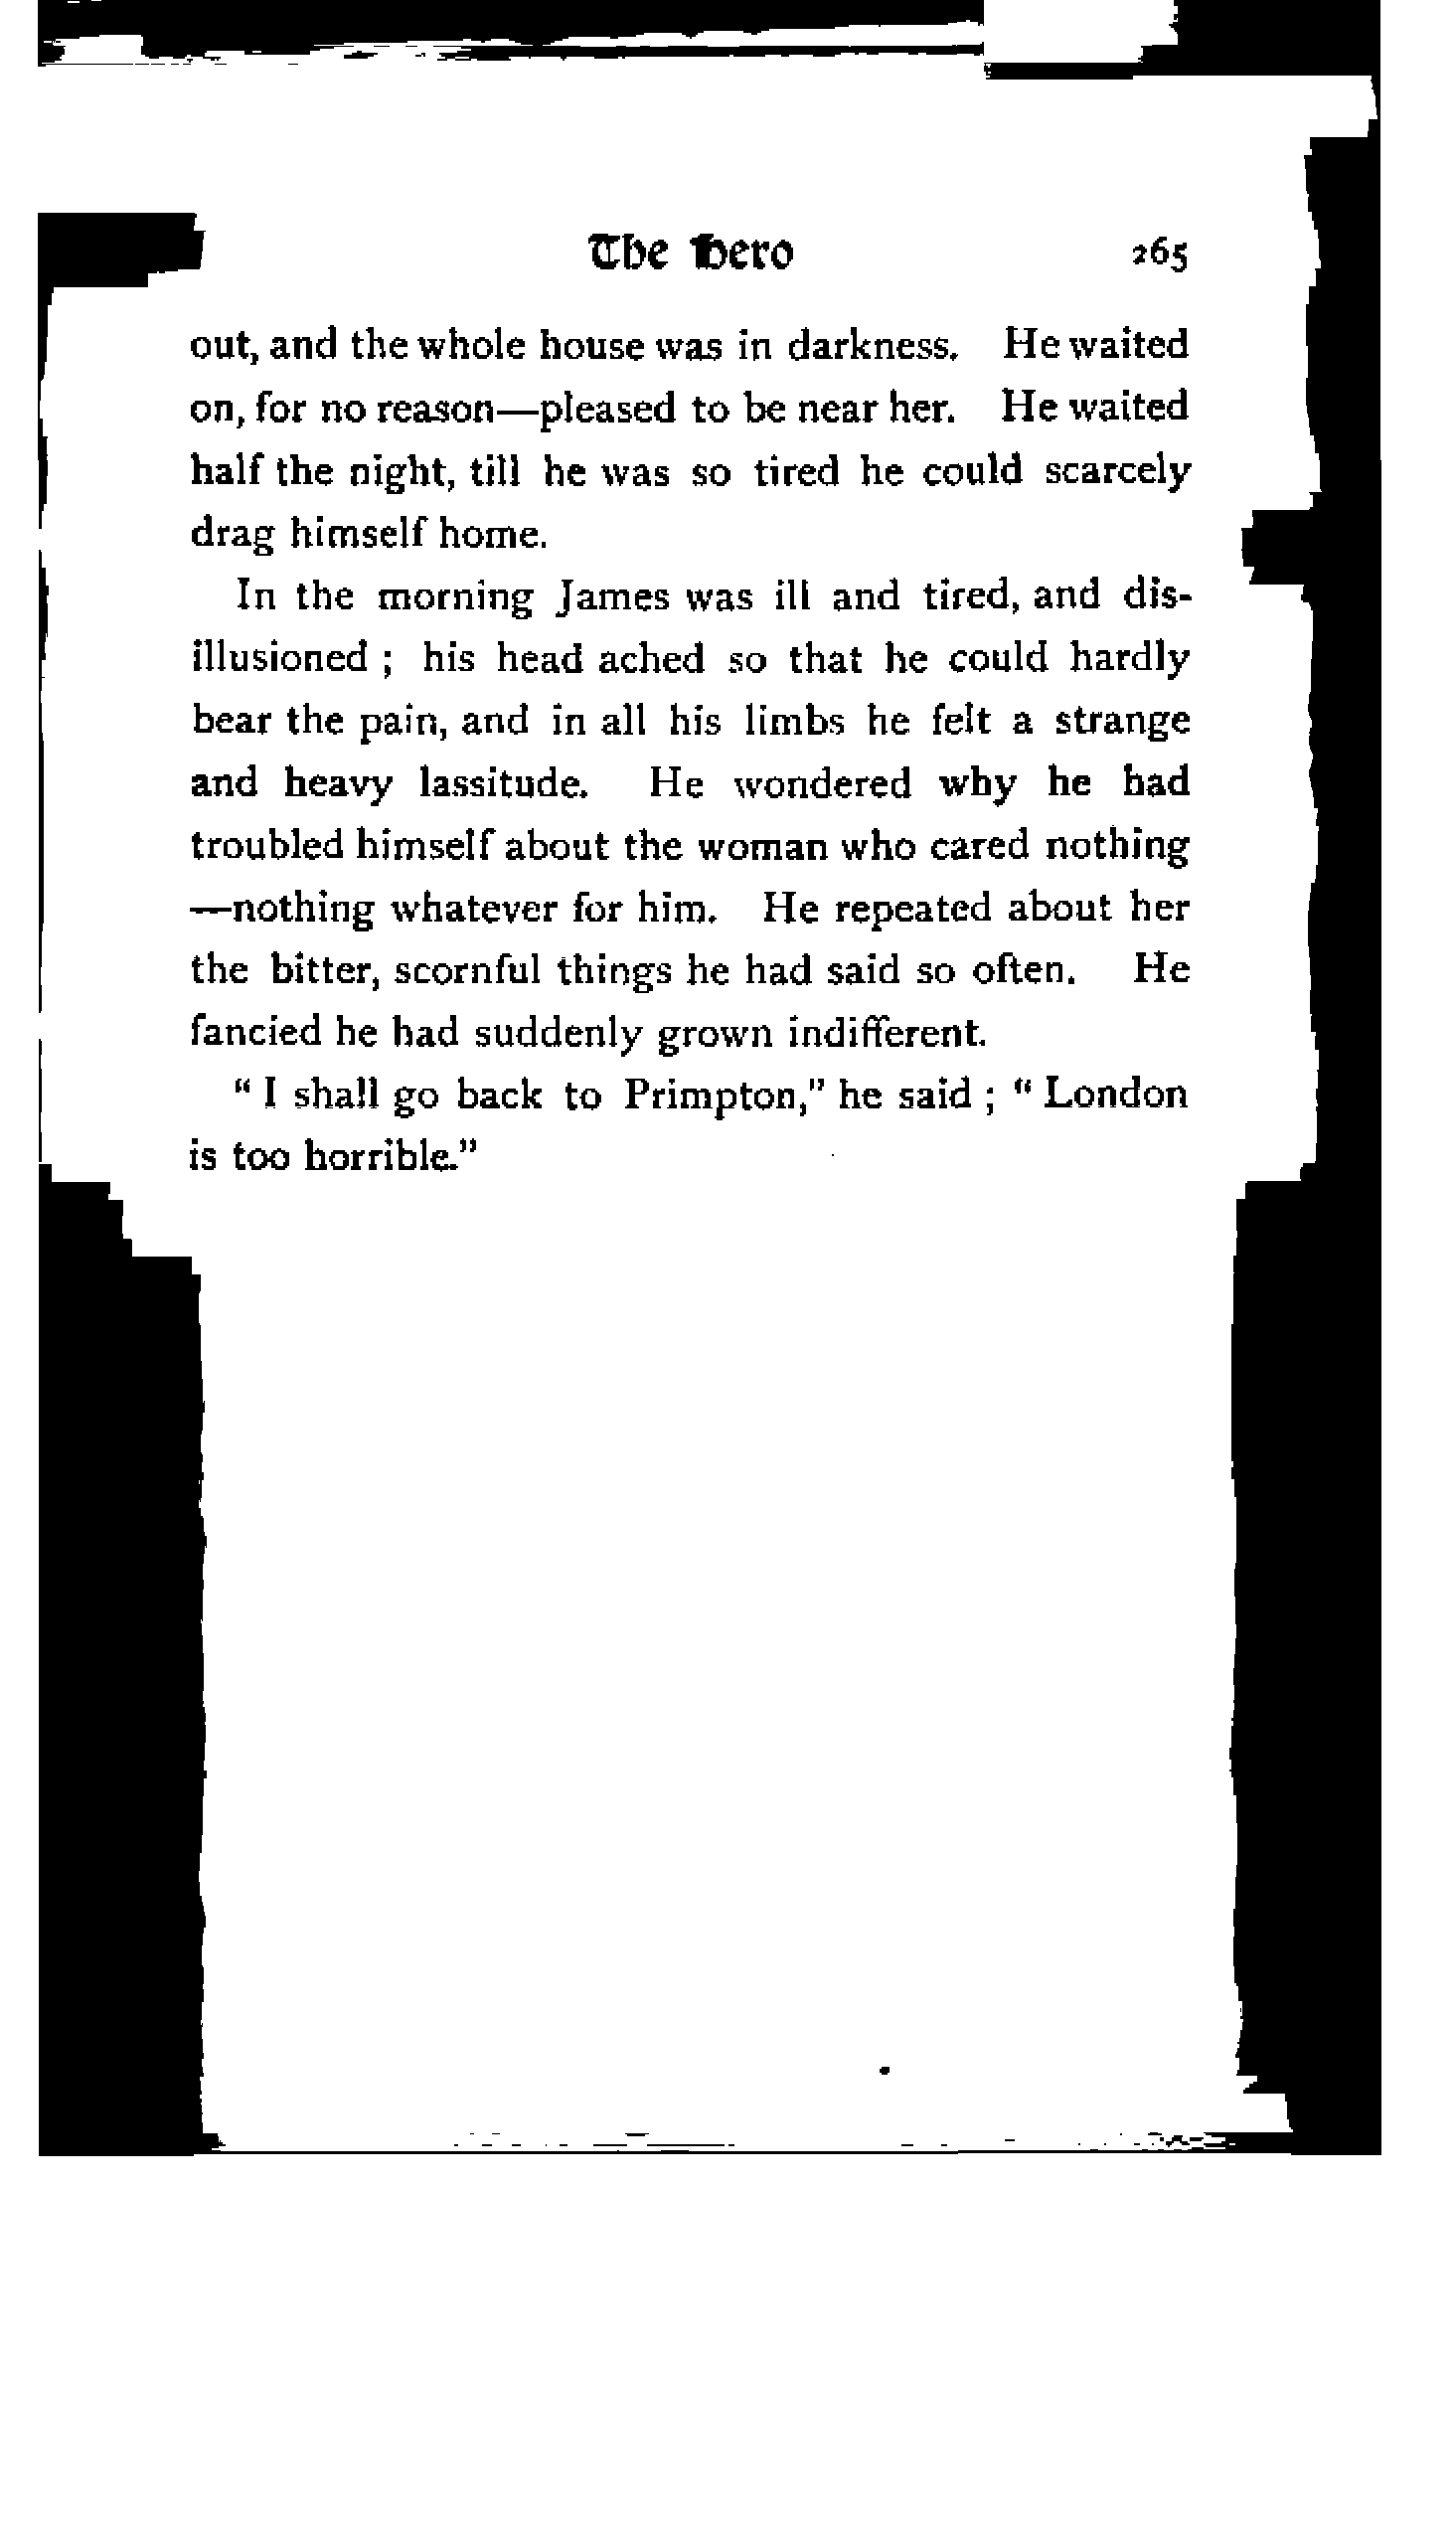 The Hero 265
out, and the whole house was in darkness. He waited
on, for no reason—pleased to be near her. He waited
half the night, till he was so tired he could scarcely
drag himself home.
In the morning James was ill and tired, and dis-
illusioned ; his head ached so that he could hardly
bear the pain, and in all his limbs he felt a strange
and heavy lassitude. He wondered why he had
troubled himself about the woman who cared nothing
—nothing whatever for him. He repeated about her
the bitter, scornful things he had said so often. He
fancied he had suddenly grown indifferent.
“ I shall go back to Primpton,” he said ; “ London
is too horrible.”